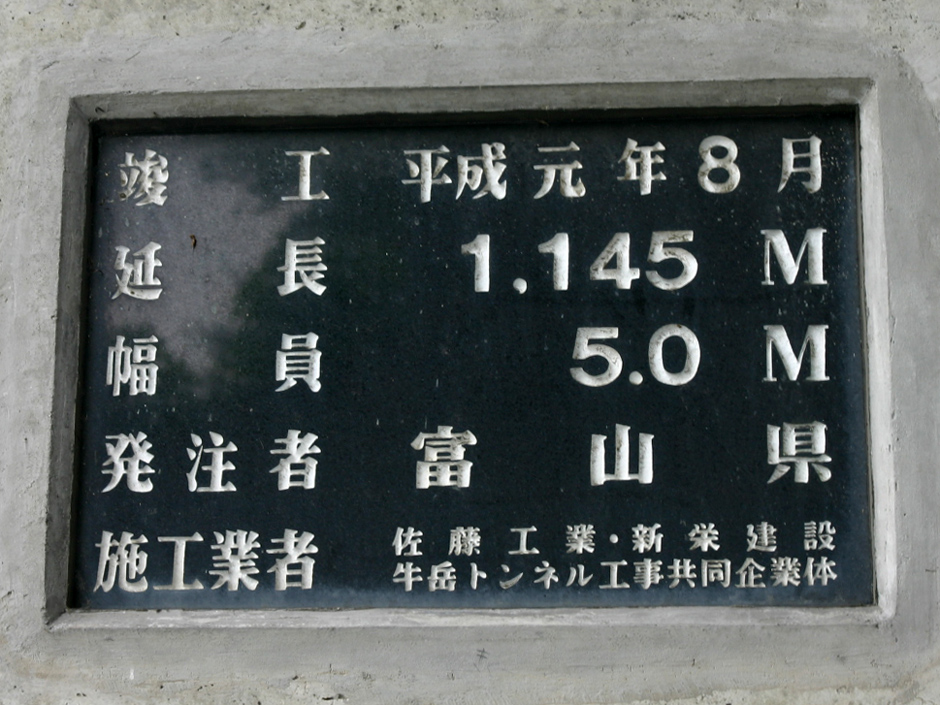 竣工 平成元年8月
延長 1.145 M
幅員 5.0 M
発注者 富山県
施工業者 佐藤工業・新栄建設
牛岳トンネル工事共同企業体